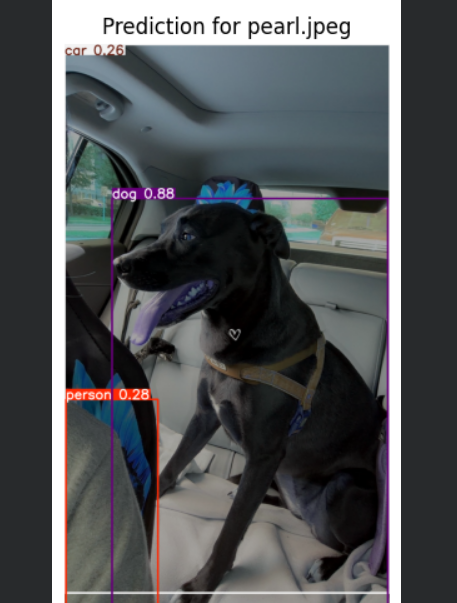 Prediction for pearl.jpeg
car 0.26
dog 0.88
person 0.28